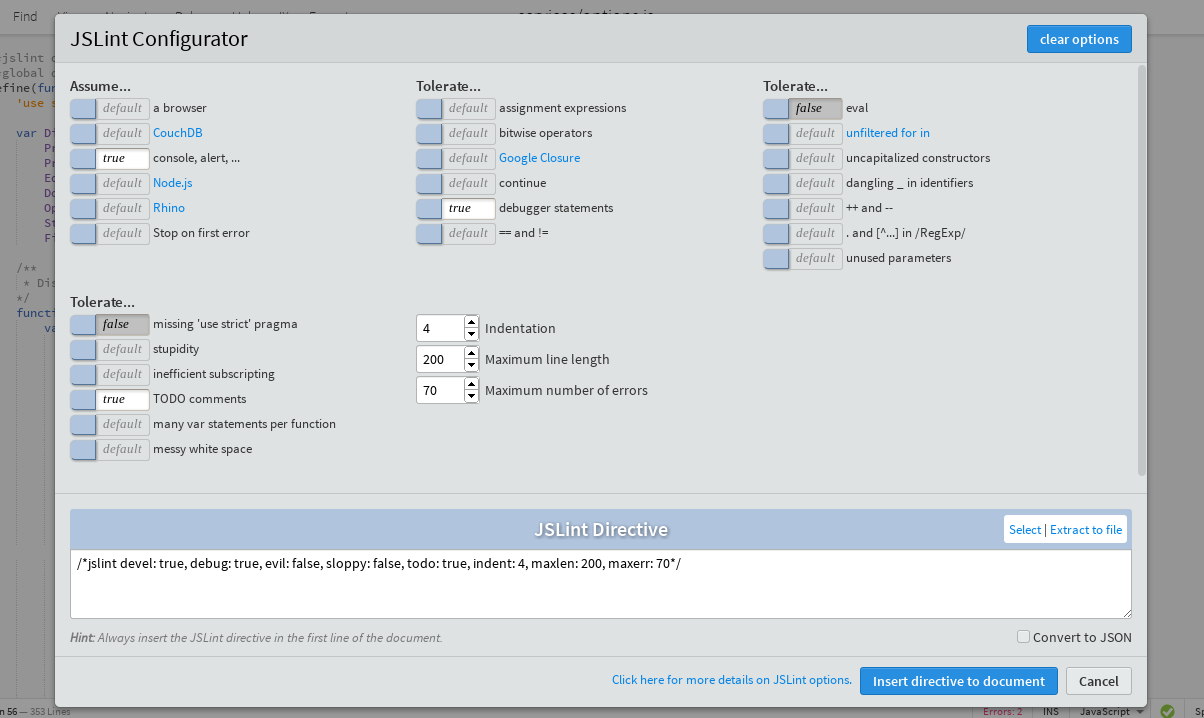 Find
JSLint Configurator
clear options
Assume...
default a browser
default CouchDB
true console, alert, ...
default Node.js
default Rhino
default Stop on first error
Tolerate...
default assignment expressions
default bitwise operators
default Google Closure
default continue
true debugger statements
default == and !=
Tolerate...
false eval
default unfiltered for in
default uncapitalized constructors
default dangling _ in identifiers
default ++ and --
default . and [^...] in /RegExp/
default unused parameters
Tolerate...
false missing 'use strict' pragma
default stupidity
default inefficient subscripting
true TODO comments
default many var statements per function
default messy white space
4 Indentation
200 Maximum line length
70 Maximum number of errors
JSLint Directive
Select | Extract to file
/*jslint devel: true, debug: true, evil: false, sloppy: false, todo: true, indent: 4, maxlen: 200, maxerr: 70*/
Hint: Always insert the JSLint directive in the first line of the document.
Convert to JSON
Click here for more details on JSLint options.
Insert directive to document
Cancel
56 — 353 Lines
Errors: 2
INS
JavaScript